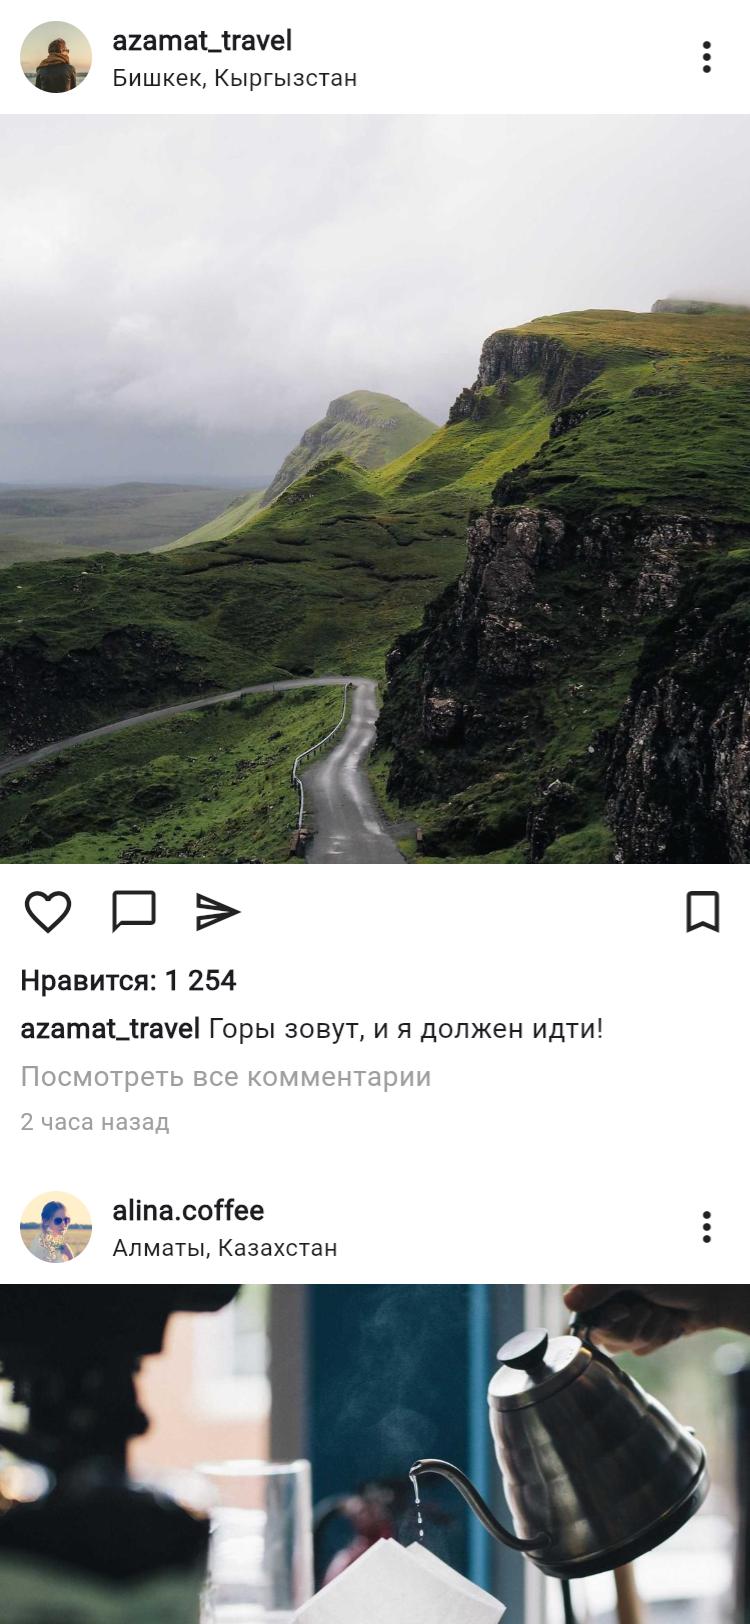 azamat_travel
Бишкек, Кыргызстан
Нравится: 1 254
azamat_travel Горы зовут, и я должен идти!
Посмотреть все комментарии
2 часа назад
alina.coffee
Алматы, Казахстан